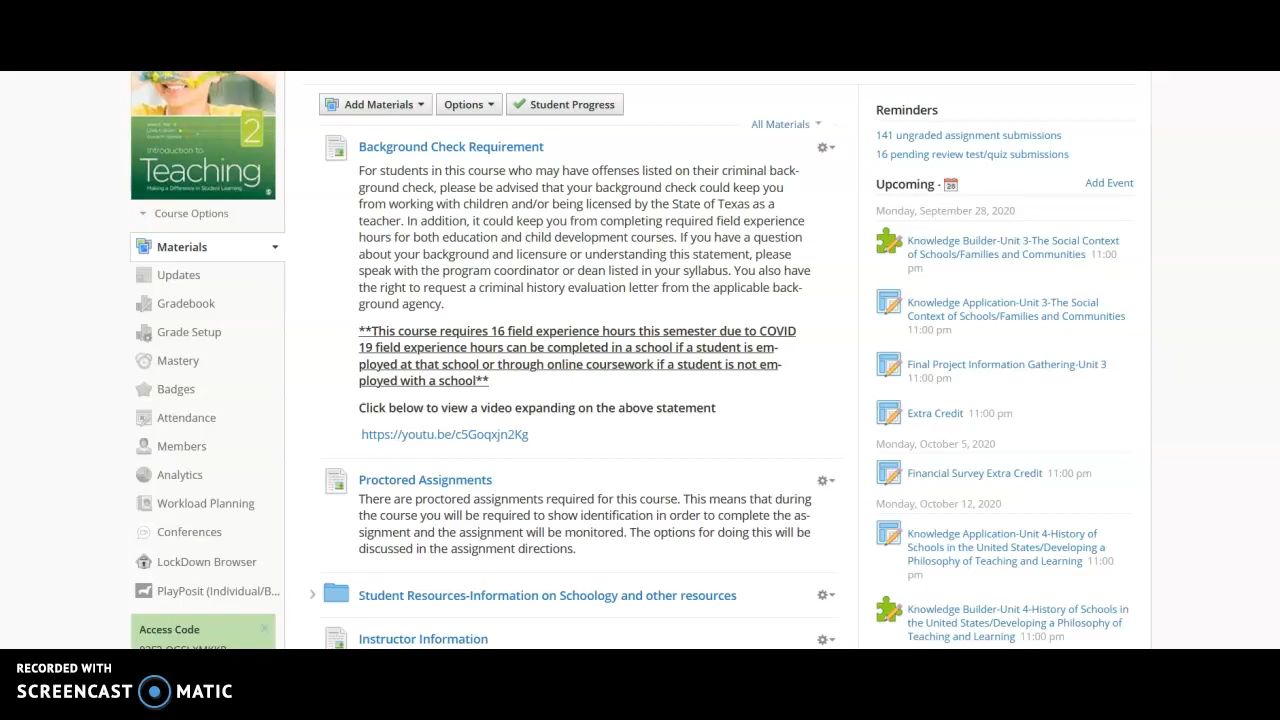 2
Introduction to
Teaching
Making a Difference in Student Learning
Course Options
Materials
Updates
Gradebook
Grade Setup
Mastery
Badges
Attendance
Members
Analytics
Workload Planning
Conferences
LockDown Browser
PlayPosit (Individual/B...
Access Code
Add Materials
Options
Student Progress
All Materials
Background Check Requirement
For students in this course who may have offenses listed on their criminal back-
ground check, please be advised that your background check could keep you
from working with children and/or being licensed by the State of Texas as a
teacher. In addition, it could keep you from completing required field experience
hours for both education and child development courses. If you have a question
about your background and licensure or understanding this statement, please
speak with the program coordinator or dean listed in your syllabus. You also have
the right to request a criminal history evaluation letter from the applicable back-
ground agency.
**This course requires 16 field experience hours this semester due to COVID
19 field experience hours can be completed in a school if a student is em-
ployed at that school or through online coursework if a student is not em-
ployed with a school**
Click below to view a video expanding on the above statement
https://youtu.be/c5Goqxjn2Kg
Proctored Assignments
There are proctored assignments required for this course. This means that during
the course you will be required to show identification in order to complete the as-
signment and the assignment will be monitored. The options for doing this will be
discussed in the assignment directions.
Student Resources-Information on Schoology and other resources
Instructor Information
Reminders
141 ungraded assignment submissions
16 pending review test/quiz submissions
Upcoming · 28
Add Event
Monday, September 28, 2020
Knowledge Builder-Unit 3-The Social Context
of Schools/Families and Communities 11:00
pm
Knowledge Application-Unit 3-The Social
Context of Schools/Families and Communities
11:00 pm
Final Project Information Gathering-Unit 3
11:00 pm
Extra Credit 11:00 pm
Monday, October 5, 2020
Financial Survey Extra Credit 11:00 pm
Monday, October 12, 2020
Knowledge Application-Unit 4-History of
Schools in the United States/Developing a
Philosophy of Teaching and Learning 11:00
pm
Knowledge Builder-Unit 4-History of Schools in
the United States/Developing a Philosophy of
Teaching and Learning 11:00 pm
RECORDED WITH
SCREENCAST MATIC